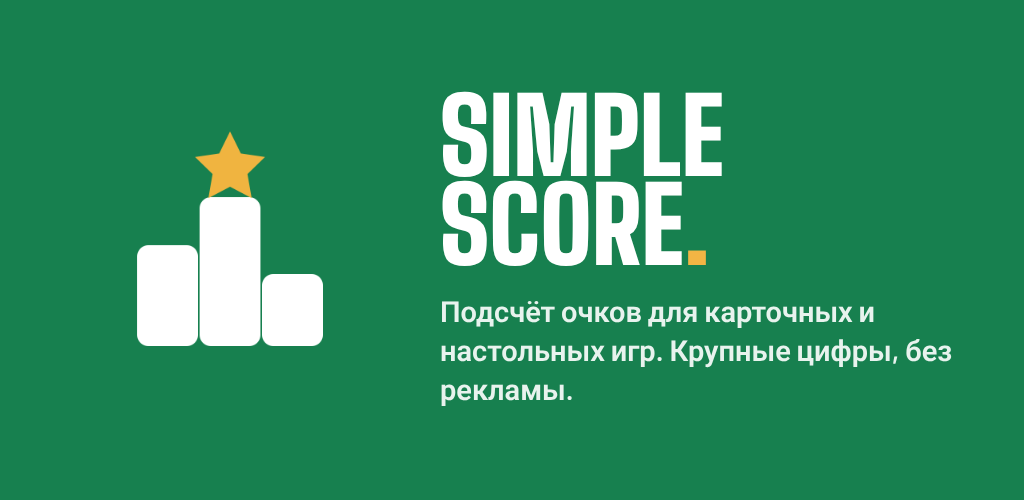 SIMPLE
SCORE.
Подсчёт очков для карточных и
настольных игр. Крупные цифры, без
рекламы.